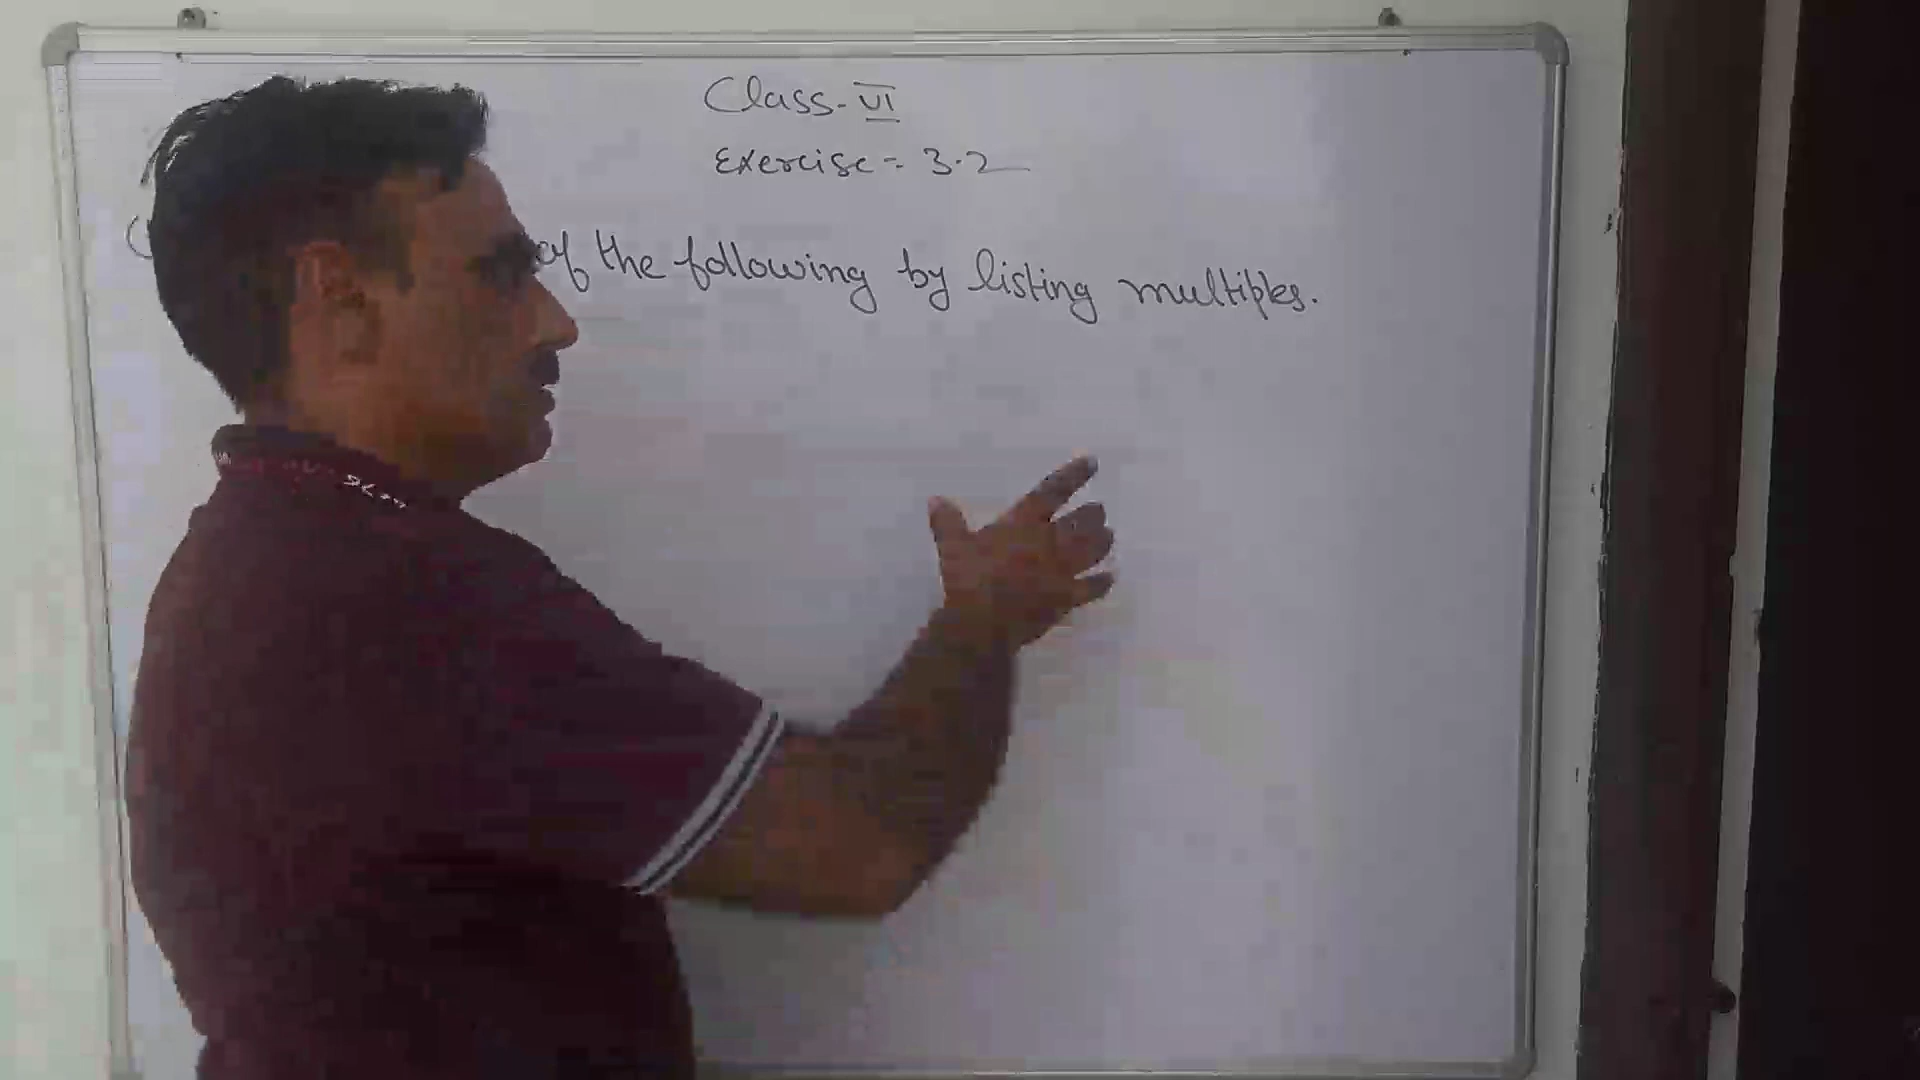 Class-VI
Exercise = 3.2
of the following by listing multiples.